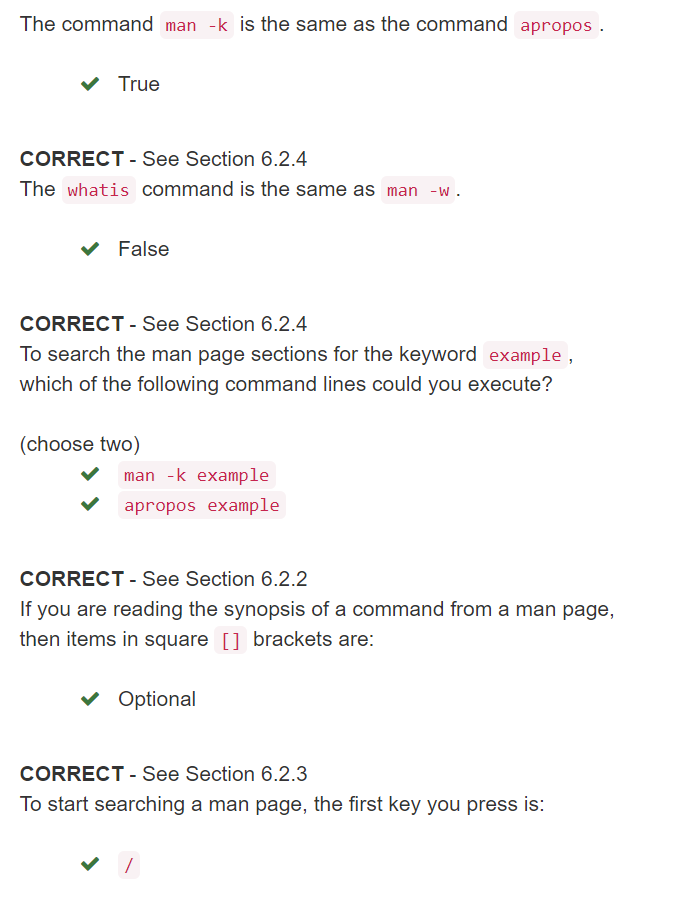 The command man -k is the same as the command apropos .
True
CORRECT - See Section 6.2.4
The whatis command is the same as man -w .
False
CORRECT - See Section 6.2.4
To search the man page sections for the keyword example ,
which of the following command lines could you execute?
(choose two)
man -k example
apropos example
CORRECT - See Section 6.2.2
If you are reading the synopsis of a command from a man page,
then items in square [] brackets are:
Optional
CORRECT - See Section 6.2.3
To start searching a man page, the first key you press is:
/